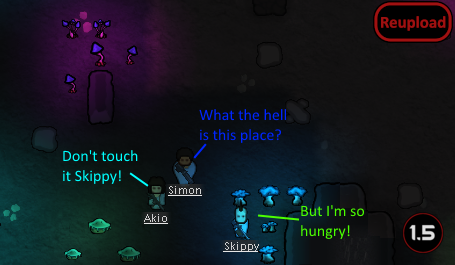 Reupload
What the hell
is this place?
Don't touch
it Skippy!
Simon
Akio
But I'm so
hungry!
Skippy
1.5